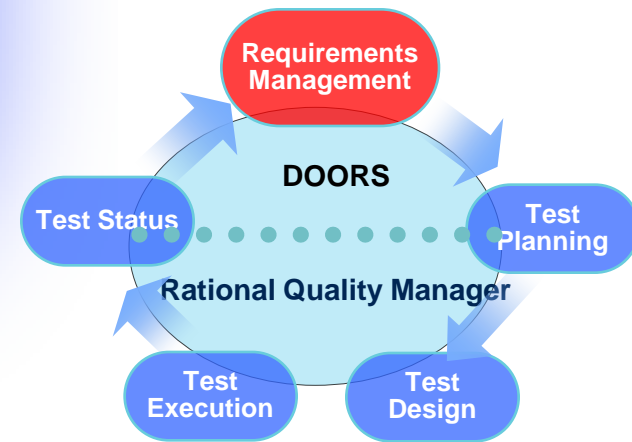 Requirements
Management
DOORS
Test Status
Test
Planning
Rational Quality Manager
Test
Execution
Test
Design